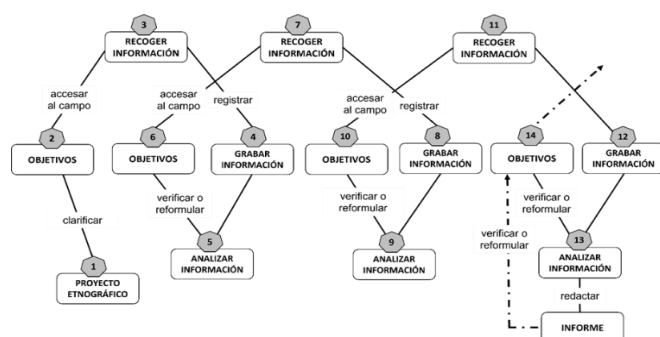 3
RECOGER
INFORMACIÓN
7
RECOGER
INFORMACIÓN
11
RECOGER
INFORMACIÓN
accesar
al campo
registrar
accesar
al campo
registrar
accesar
al campo
2
OBJETIVOS
6
OBJETIVOS
4
GRABAR
INFORMACIÓN
10
OBJETIVOS
8
GRABAR
INFORMACIÓN
14
OBJETIVOS
12
GRABAR
INFORMACIÓN
clarificar
verificar o
reformular
verificar o
reformular
verificar o
reformular
verificar o
reformular
1
PROYECTO
ETNOGRÁFICO
5
ANALIZAR
INFORMACIÓN
9
ANALIZAR
INFORMACIÓN
13
ANALIZAR
INFORMACIÓN
redactar
INFORME